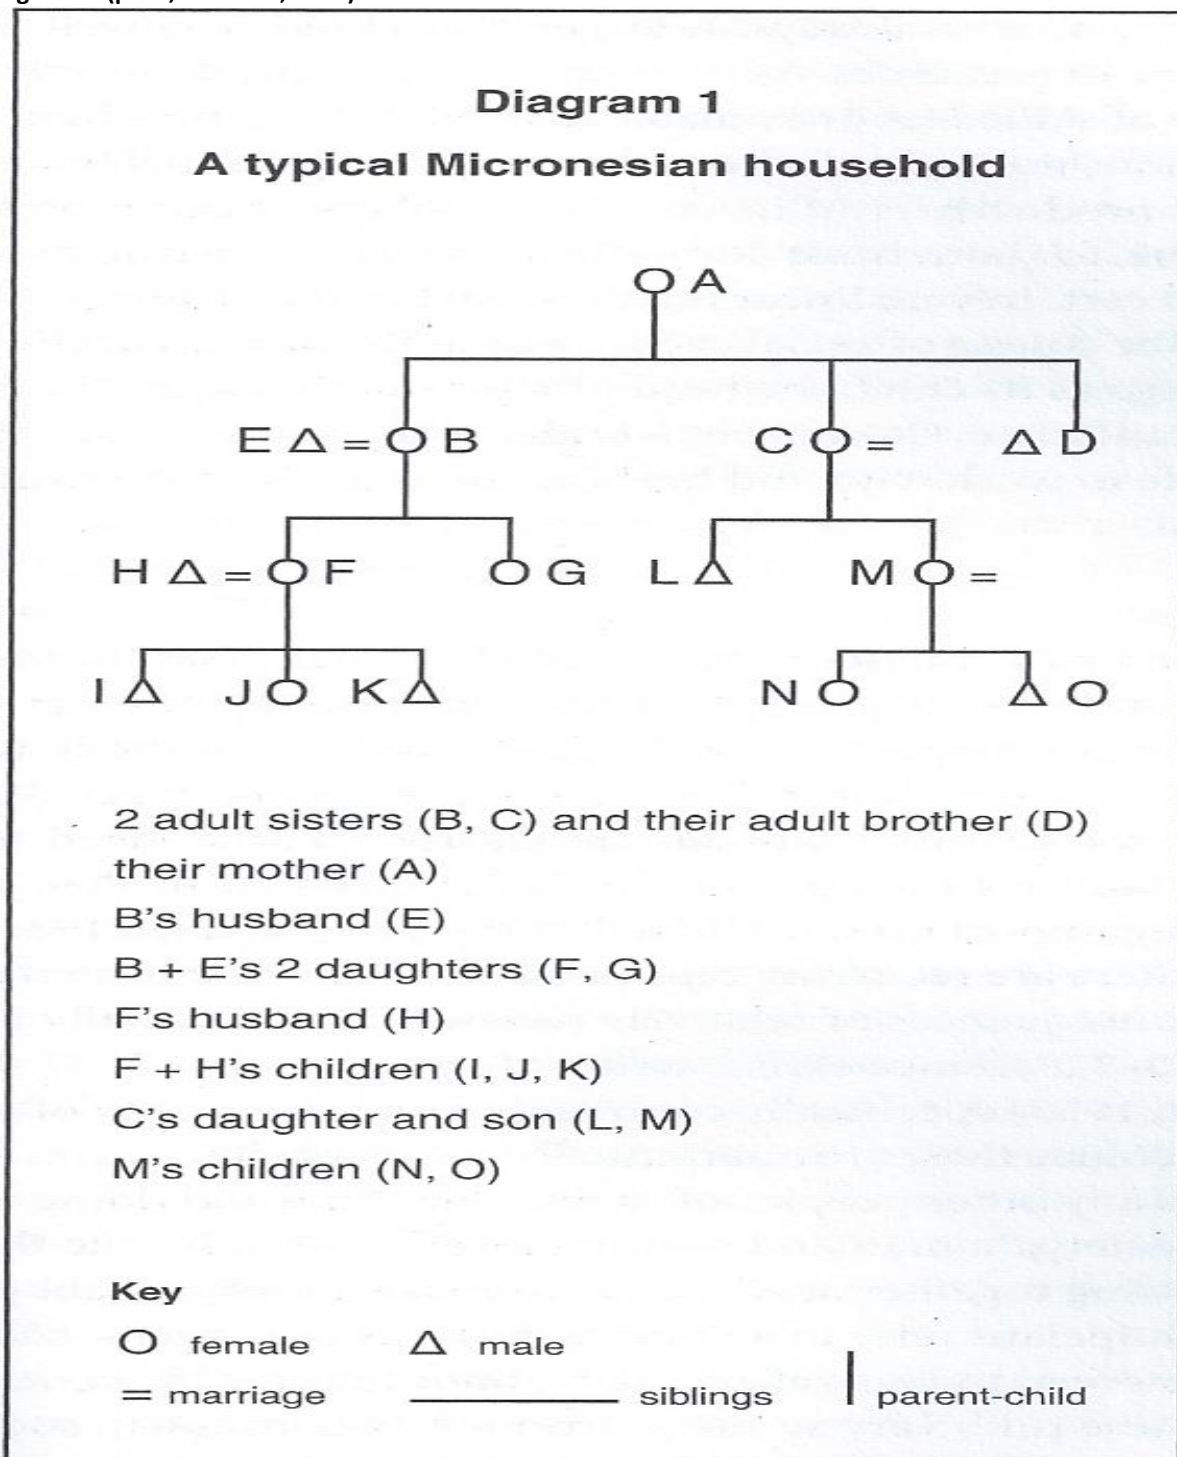 Diagram 1
A typical Micronesian household
A
E = B C = D
H = F G L M =
I J K N O
2 adult sisters (B, C) and their adult brother (D)
their mother (A)
B's husband (E)
B + E's 2 daughters (F, G)
F's husband (H)
F + H's children (I, J, K)
C's daughter and son (L, M)
M's children (N, O)
Key
female male
= marriage siblings parent-child